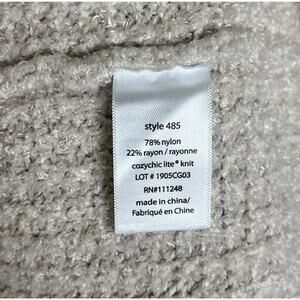 style 485
78% nylon
22% rayon / rayonne
cozychic lite® knit
LOT # 1905CG03
RN#111248
made in china/
Fabriqué en Chine